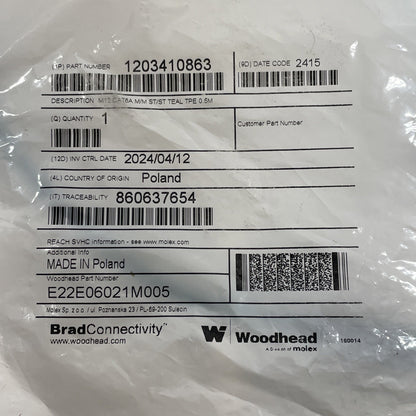 (1P) PART NUMBER 1203410863
(9D) DATE CODE 2415
DESCRIPTION M12 CAT6A M/M ST/ST TEAL TPE 0.5M
(Q) QUANTITY 1
Customer Part Number
(12D) INV CTRL DATE 2024/04/12
(4L) COUNTRY OF ORIGIN Poland
(1T) TRACEABILITY 860637654
REACH SVHC Information - see www.molex.com
Additional Info
MADE IN Poland
Woodhead Part Number
E22E06021M005
Molex Sp. z o.o. / ul. Poznanska 23 / PL-69-200 Sulecin
BradConnectivity™
www.woodhead.com
Woodhead
A Division of molex
160014